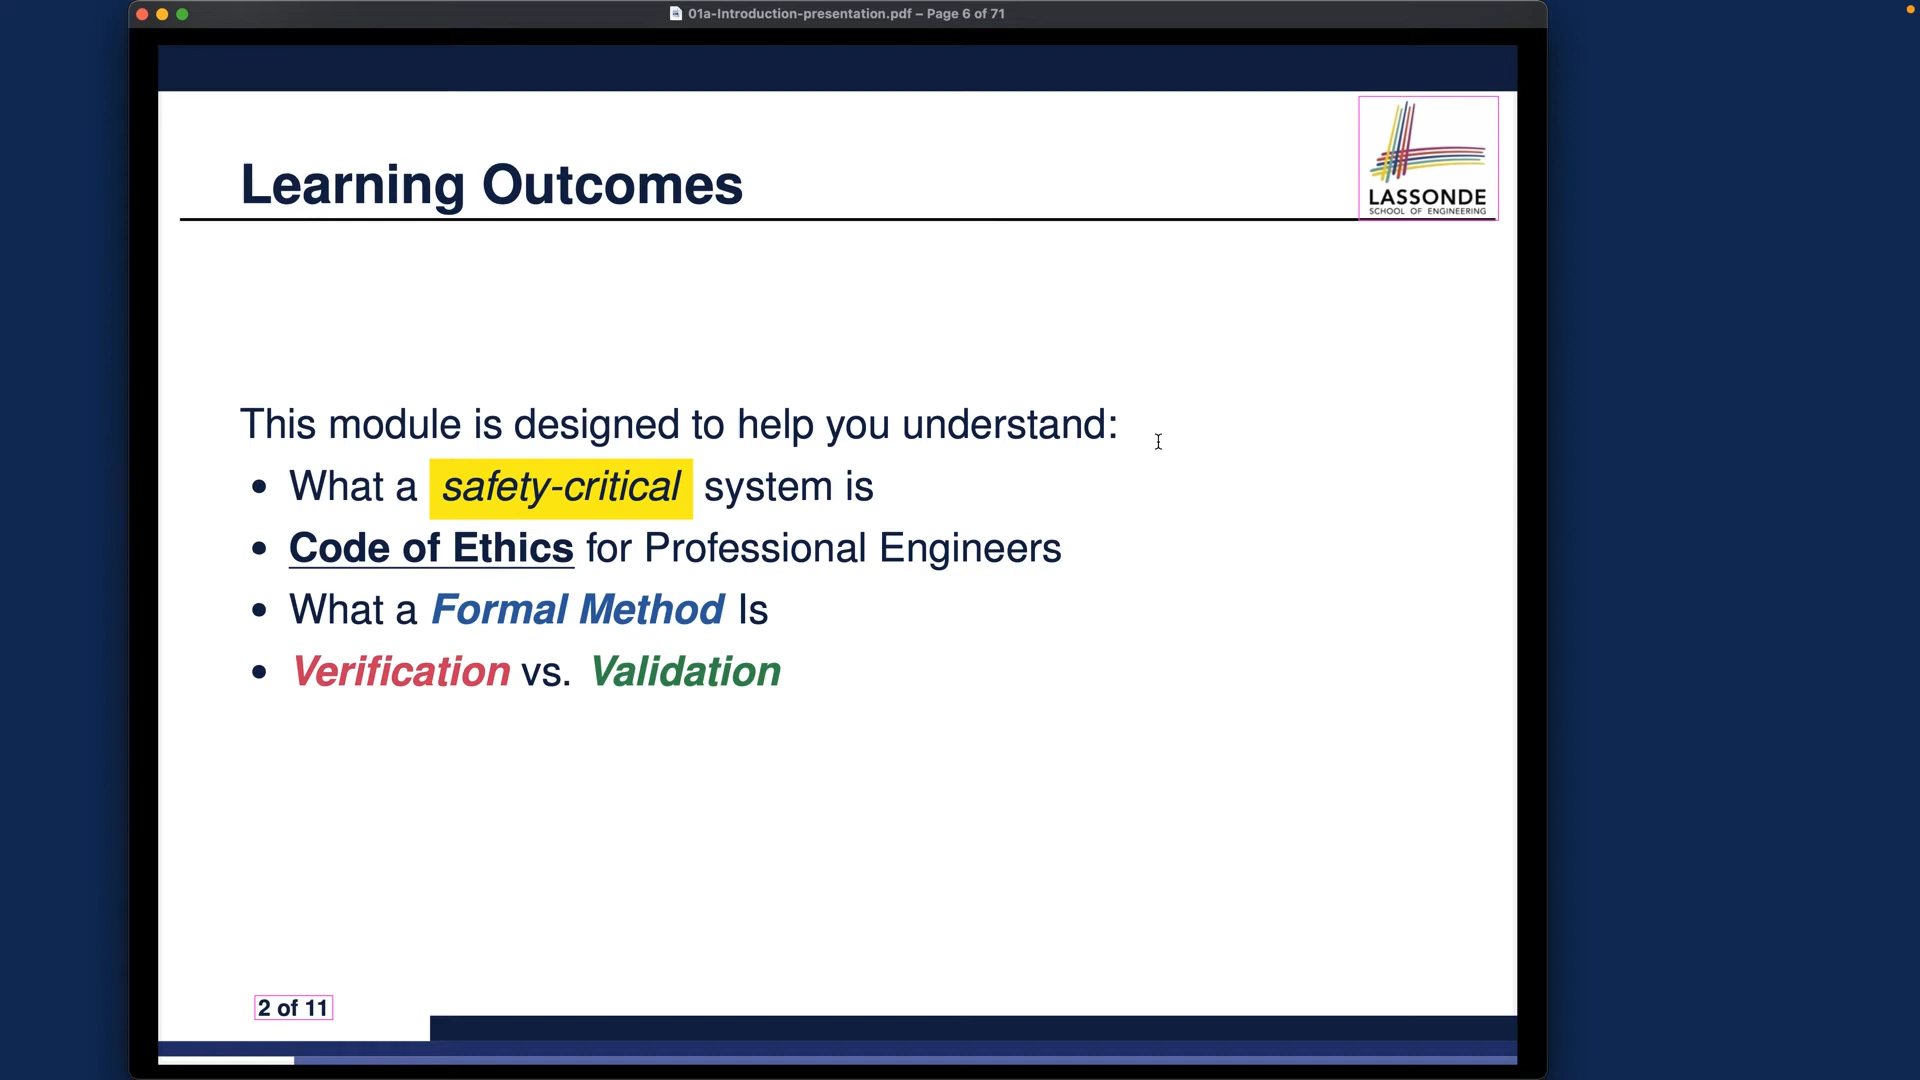 01a-Introduction-presentation.pdf – Page 6 of 71
LASSONDE
SCHOOL OF ENGINEERING
Learning Outcomes
This module is designed to help you understand:
• What a safety-critical system is
• Code of Ethics for Professional Engineers
• What a Formal Method Is
• Verification vs. Validation
2 of 11